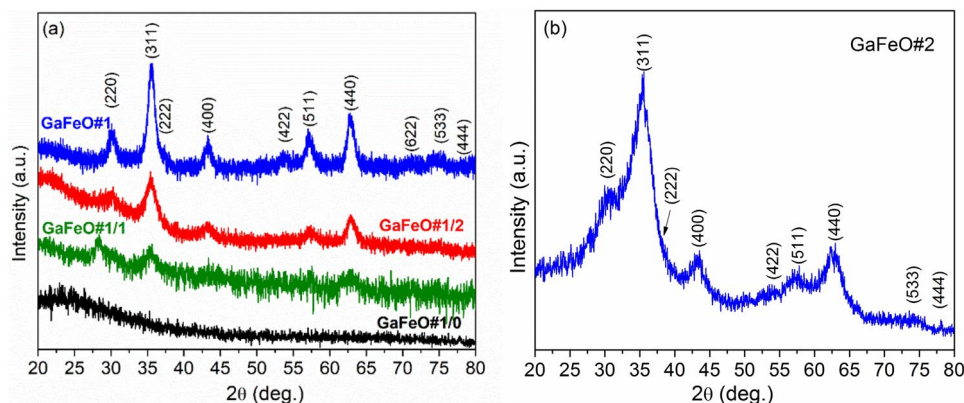 (a)
(311)
(220)
(222)
(400)
(422)
(511)
(440)
(622)
(533)
(444)
GaFeO#1
GaFeO#1/2
GaFeO#1/1
GaFeO#1/0
Intensity (a.u.)
20 25 30 35 40 45 50 55 60 65 70 75 80
2θ (deg.)
(b)
GaFeO#2
(311)
(220)
(222)
(400)
(422)
(511)
(440)
(533)
(444)
Intensity (a.u.)
20 25 30 35 40 45 50 55 60 65 70 75 80
2θ (deg.)